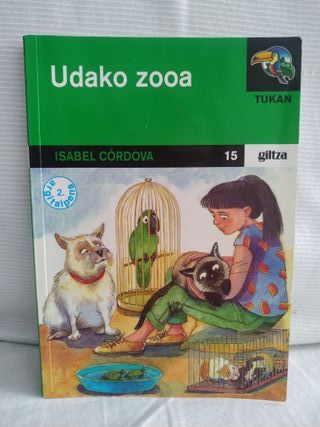 Udako zooa
TUKAN
ISABEL CÓRDOVA
15
giltza
2.
argitalpena